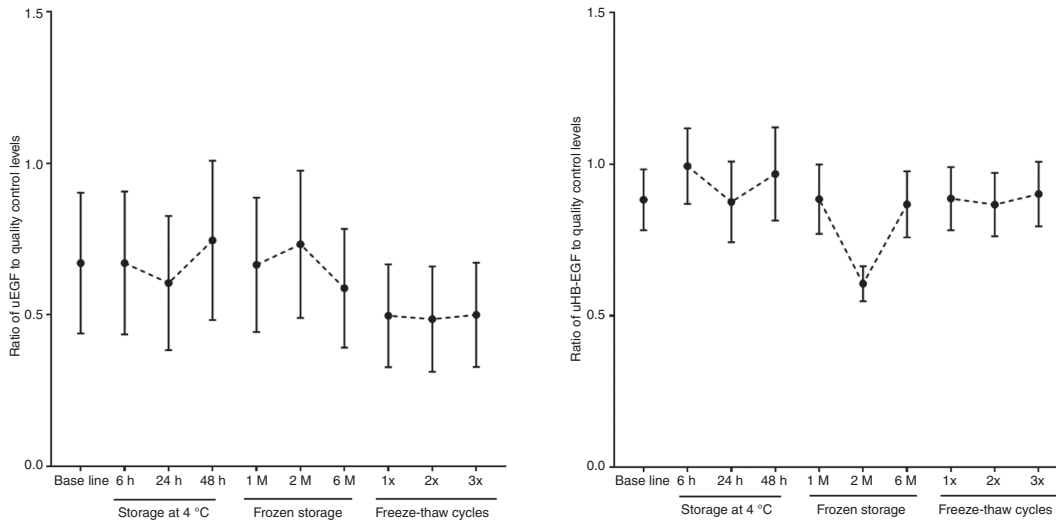 Ratio of uEGF to quality control levels
1.5
1.0
0.5
0.0
Base line 6 h 24 h 48 h 1 M 2 M 6 M 1x 2x 3x
Storage at 4 °C Frozen storage Freeze-thaw cycles
Ratio of uHB-EGF to quality control levels
1.5
1.0
0.5
0.0
Base line 6 h 24 h 48 h 1 M 2 M 6 M 1x 2x 3x
Storage at 4 °C Frozen storage Freeze-thaw cycles